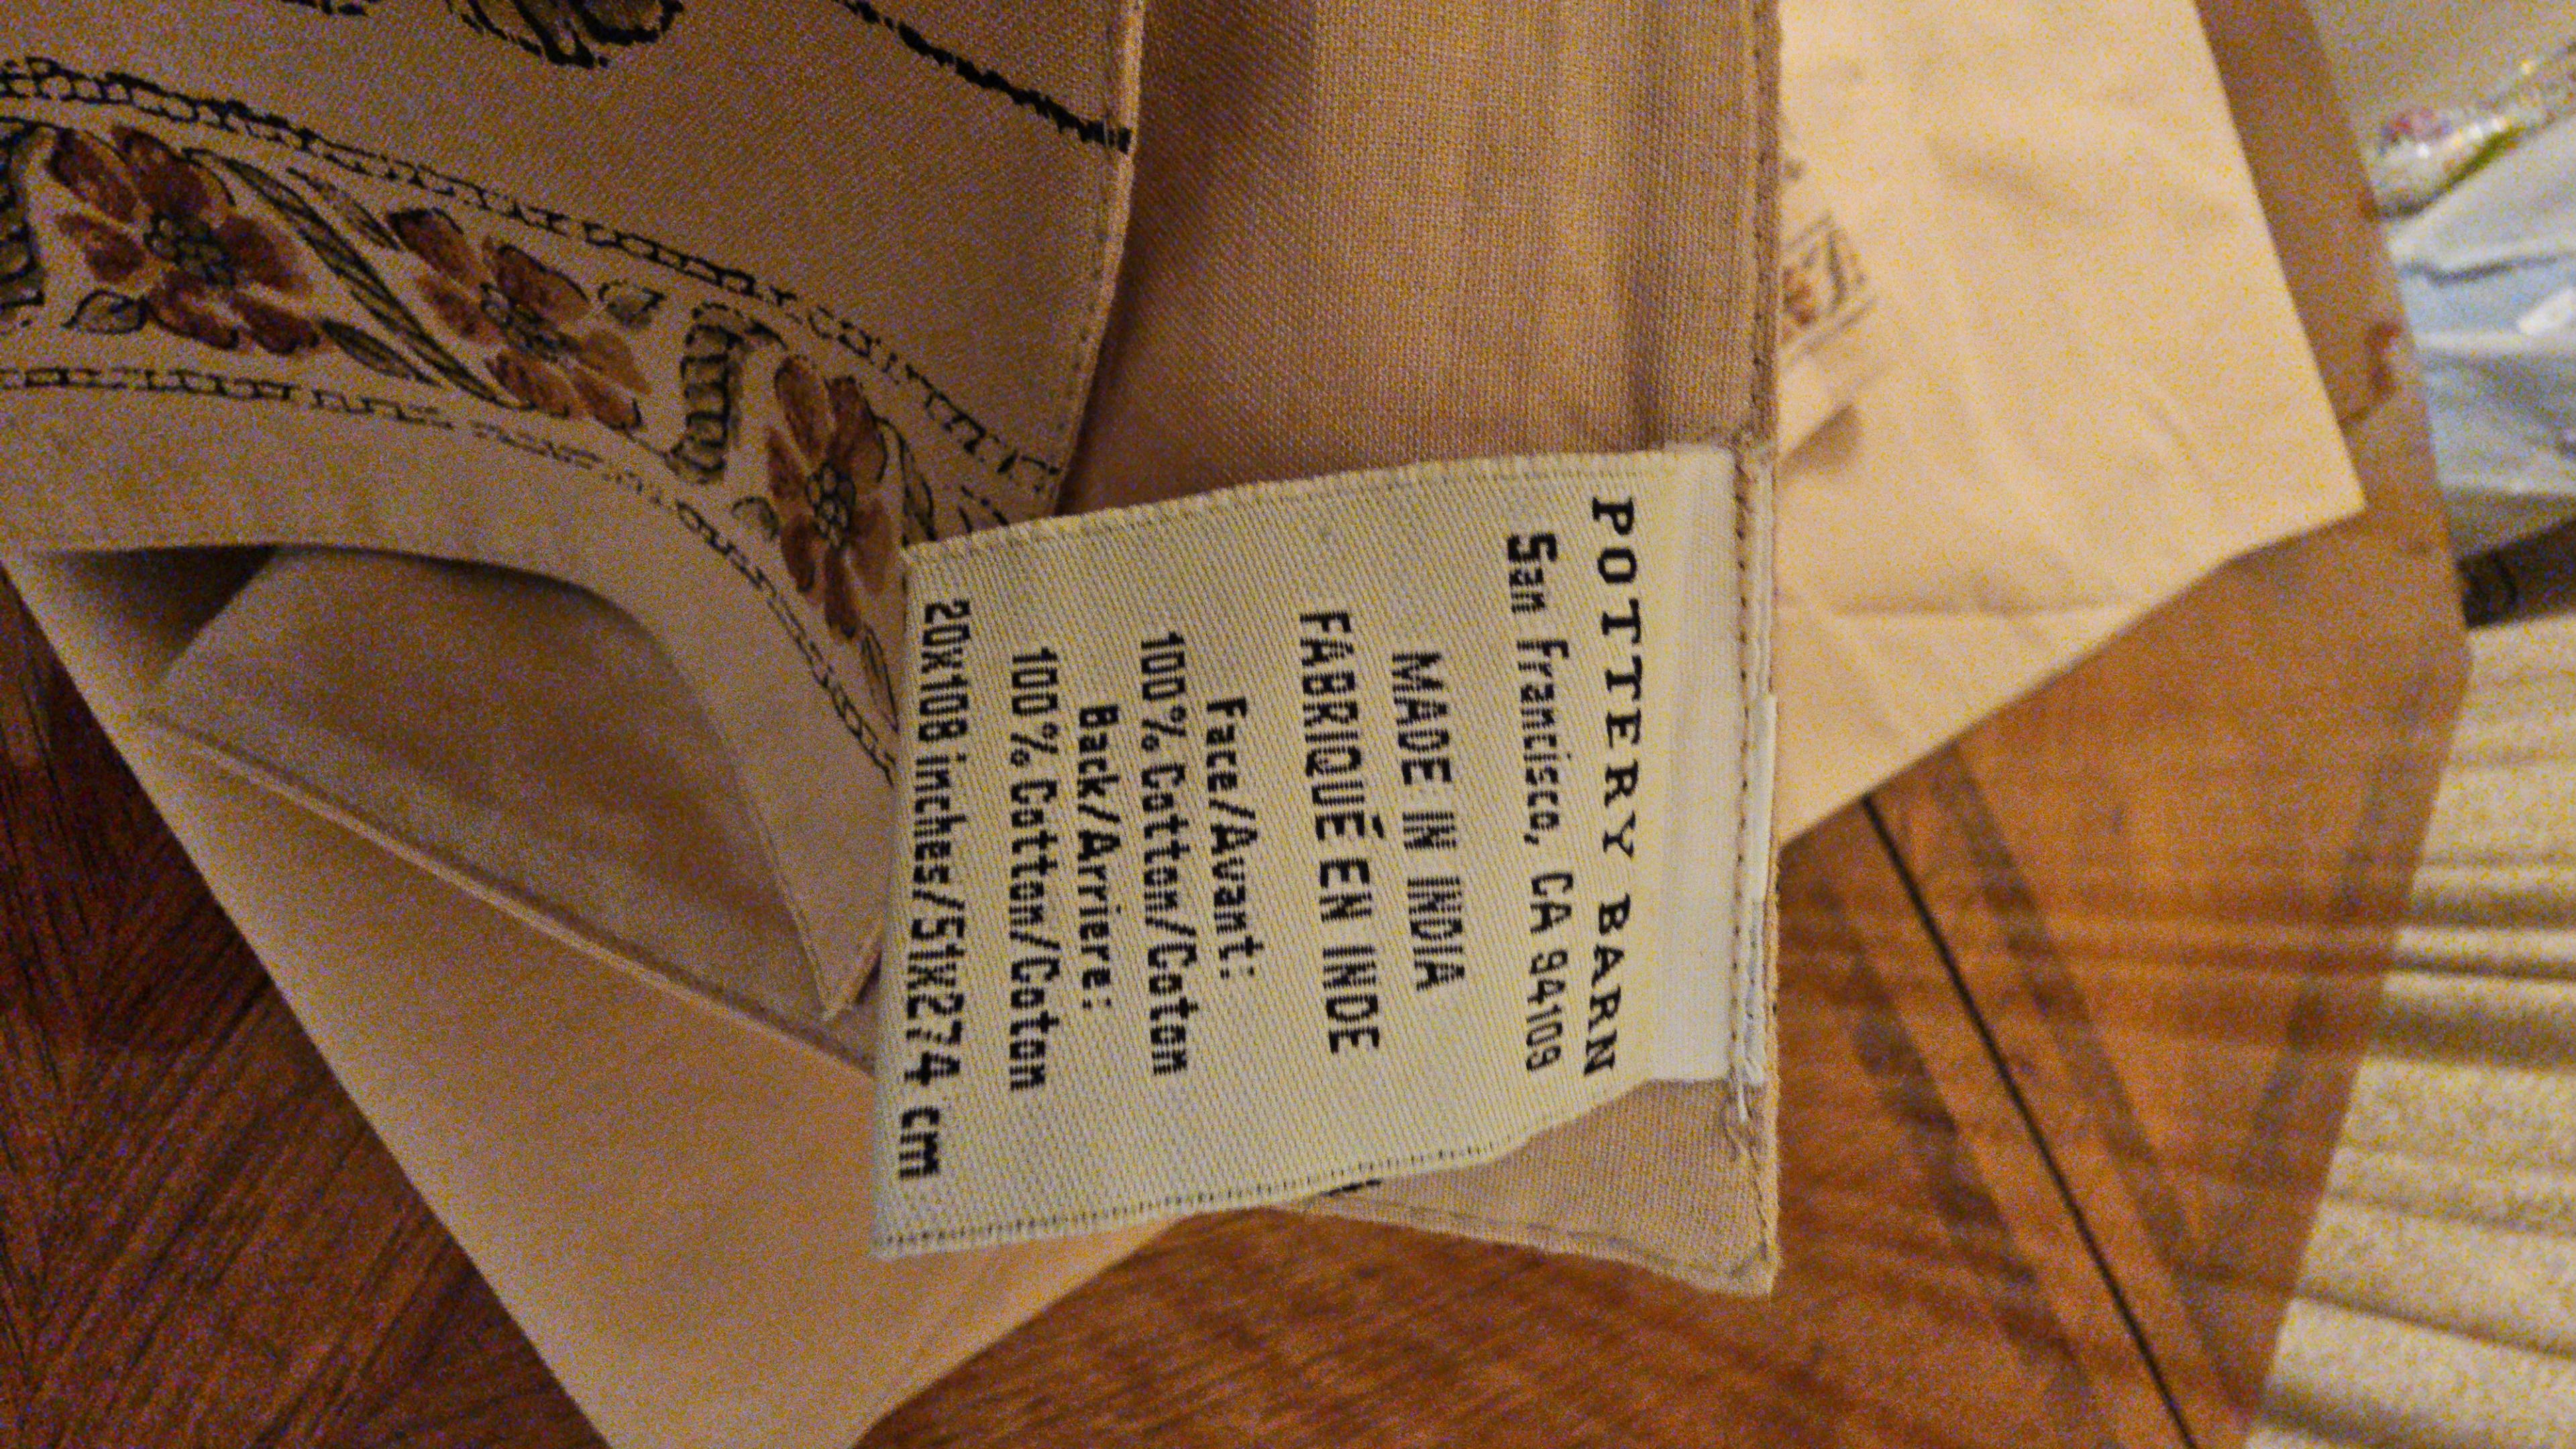 POTTERY BARN
San Francisco, CA 94109
MADE IN INDIA
FABRIQUÉ EN INDE
Face/Avant:
100% Cotton/Coton
Back/Arriere:
100% Cotton/Coton
20x108 inches/51x274 cm